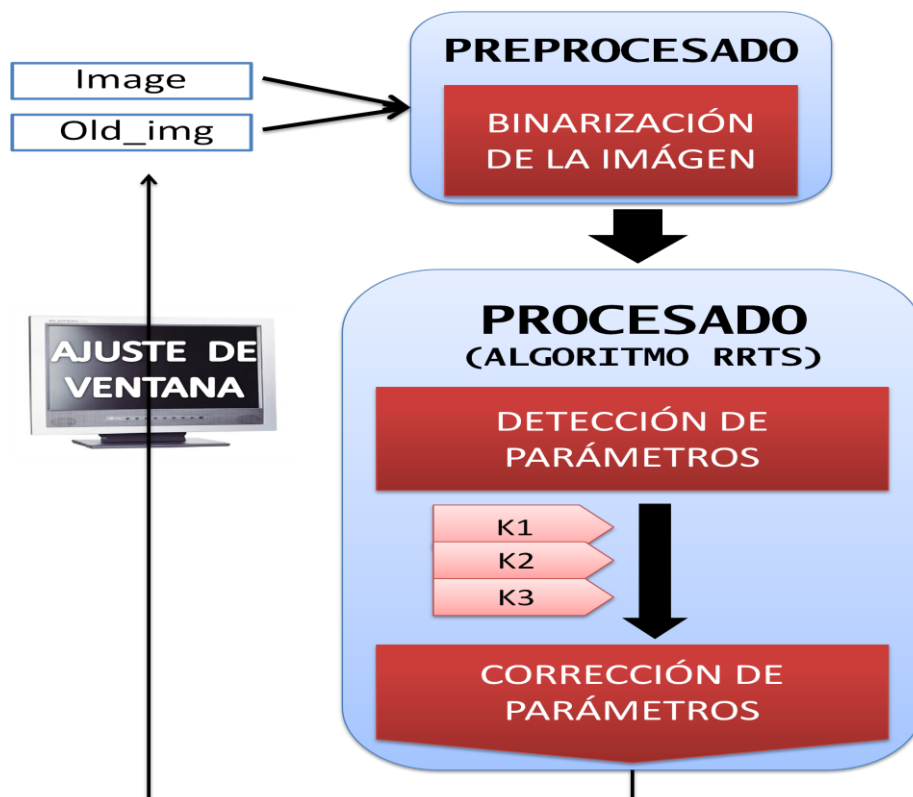 PREPROCESADO
Image
BINARIZACIÓN
Old_img
DE LA IMÁGEN
PROCESADO
(ALGORITMO RRTS)
AJUSTE DE
VENTANA
DETECCIÓN DE
PARÁMETROS
K1
K2
K3
CORRECCIÓN DE
PARÁMETROS